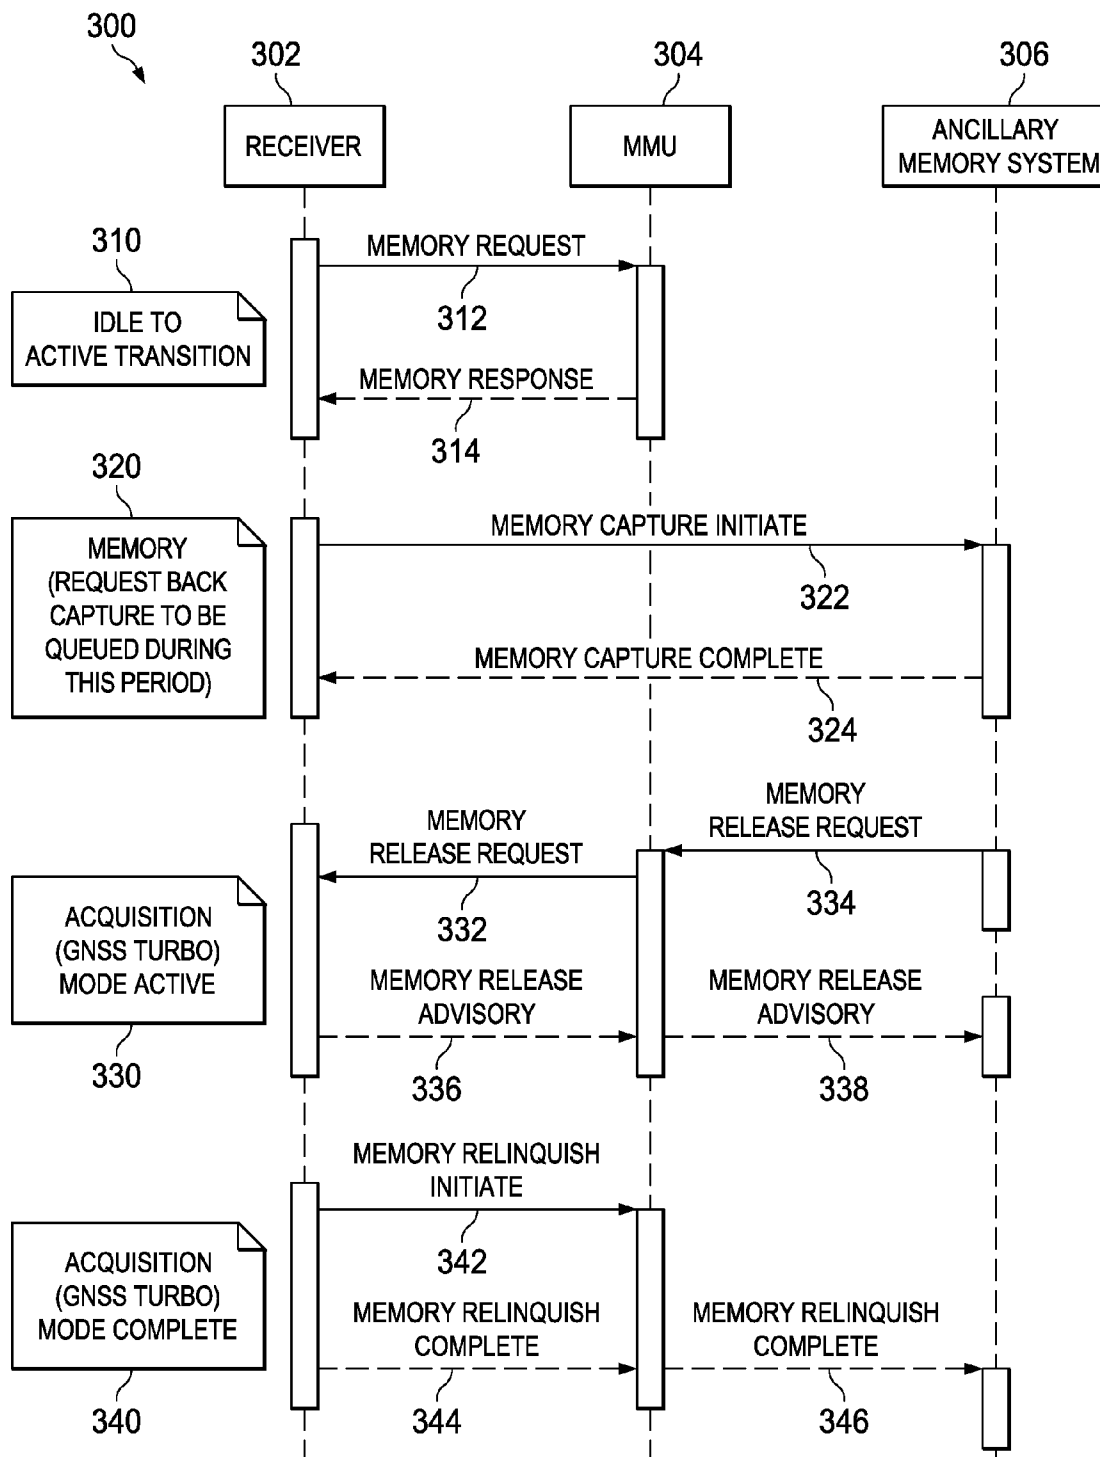 300
302
304
306
RECEIVER
MMU
ANCILLARY
MEMORY SYSTEM
310
MEMORY REQUEST
312
IDLE TO
ACTIVE TRANSITION
MEMORY RESPONSE
314
320
MEMORY
(REQUEST BACK
CAPTURE TO BE
QUEUED DURING
THIS PERIOD)
MEMORY CAPTURE INITIATE
322
MEMORY CAPTURE COMPLETE
324
MEMORY
RELEASE REQUEST
332
MEMORY
RELEASE REQUEST
334
ACQUISITION
(GNSS TURBO)
MODE ACTIVE
330
MEMORY RELEASE
ADVISORY
336
MEMORY RELEASE
ADVISORY
338
MEMORY RELINQUISH
INITIATE
342
ACQUISITION
(GNSS TURBO)
MODE COMPLETE
340
MEMORY RELINQUISH
COMPLETE
344
MEMORY RELINQUISH
COMPLETE
346